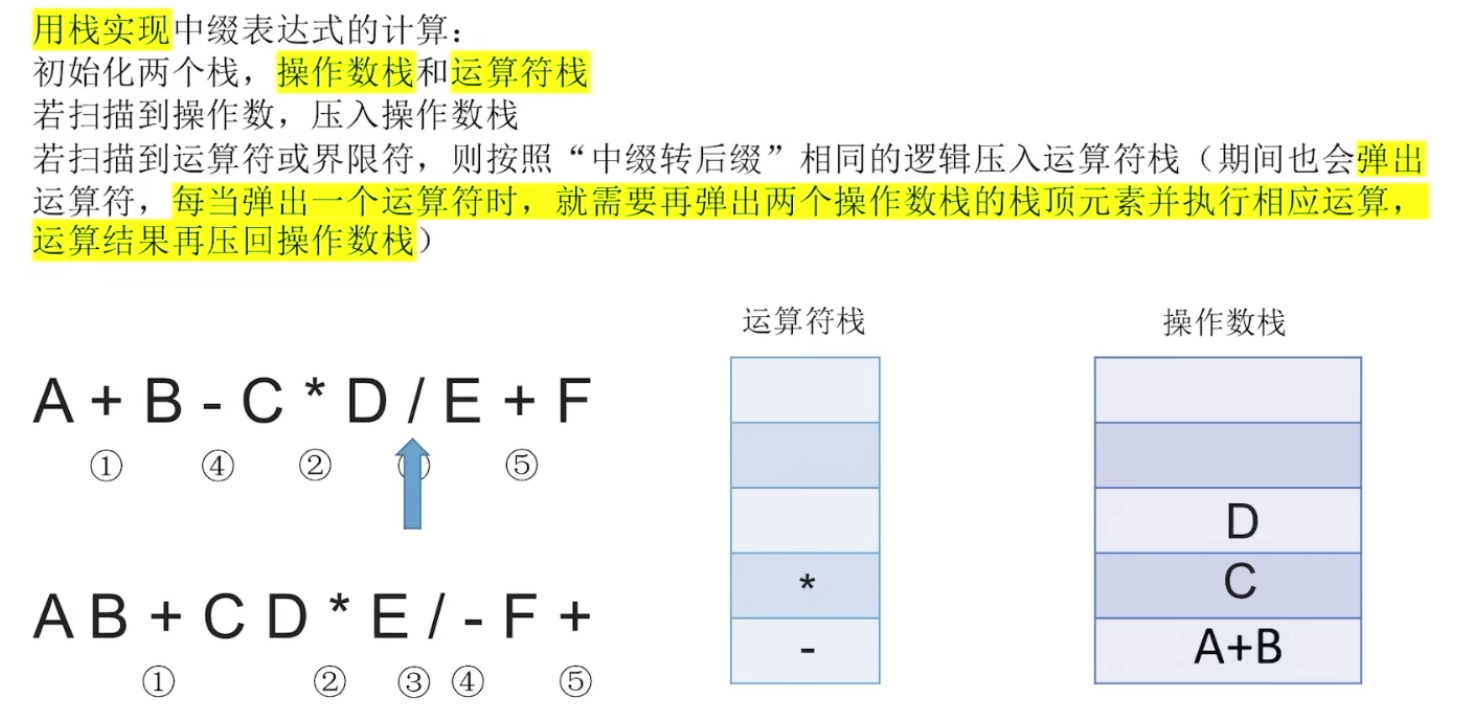 用栈实现中缀表达式的计算：
初始化两个栈，操作数栈和运算符栈
若扫描到操作数，压入操作数栈
若扫描到运算符或界限符，则按照“中缀转后缀”相同的逻辑压入运算符栈（期间也会弹出
运算符，每当弹出一个运算符时，就需要再弹出两个操作数栈的栈顶元素并执行相应运算，
运算结果再压回操作数栈）
运算符栈 操作数栈
A + B - C * D / E + F
① ④ ② ⑤
D
* C
- A+B
A B + C D * E / - F +
① ② ③ ④ ⑤